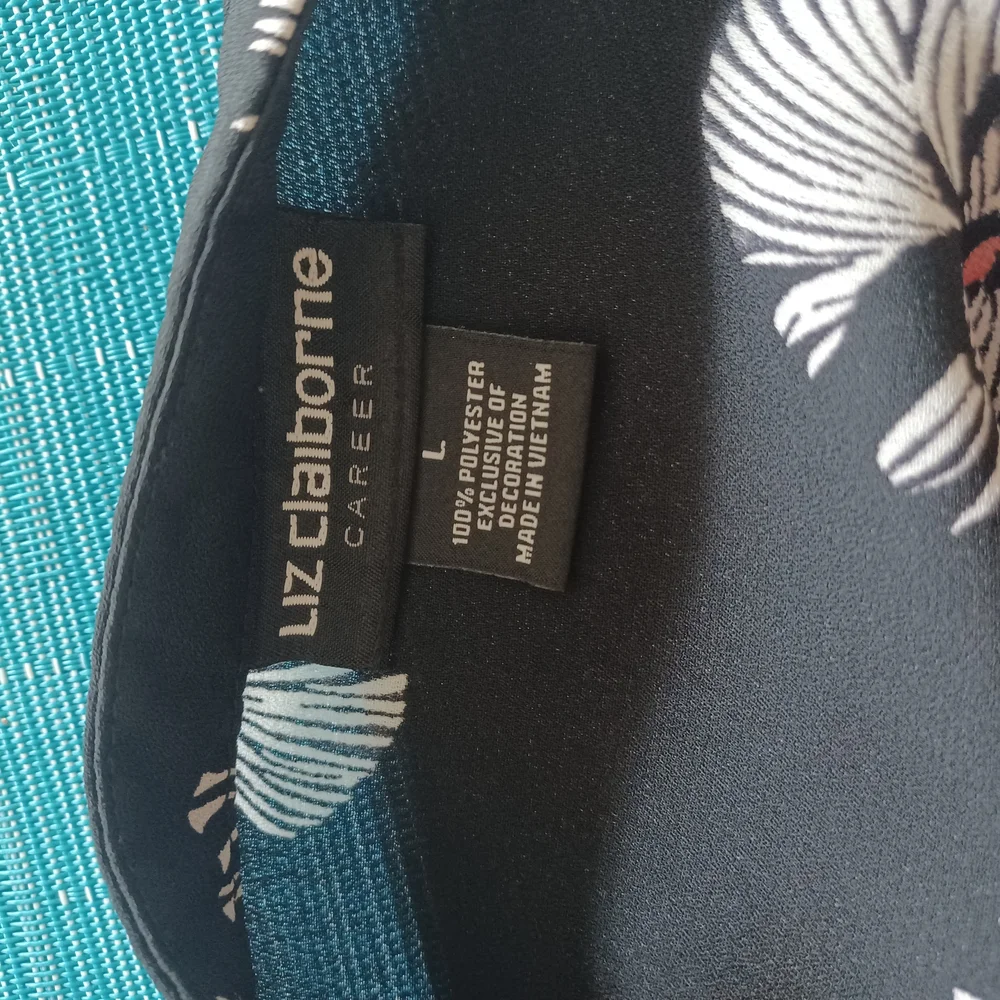 Liz claiborne
CAREER
L
100% POLYESTER
EXCLUSIVE OF
DECORATION
MADE IN VIETNAM